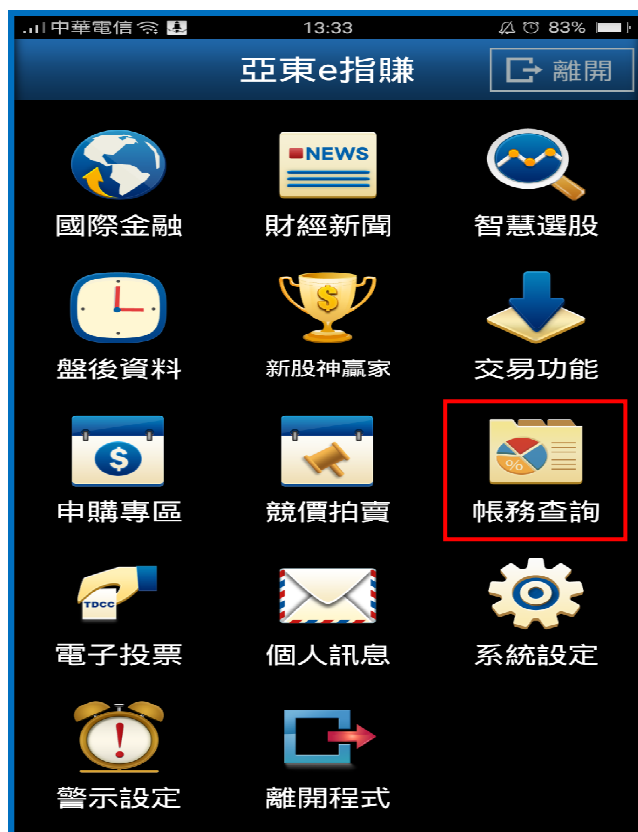 中華電信 13:33 83%
亞東e指賺 離開
NEWS
國際金融 財經新聞 智慧選股
$
盤後資料 新股神贏家 交易功能
$ %
申購專區 競價拍賣 帳務查詢
TDCC
電子投票 個人訊息 系統設定
!
警示設定 離開程式